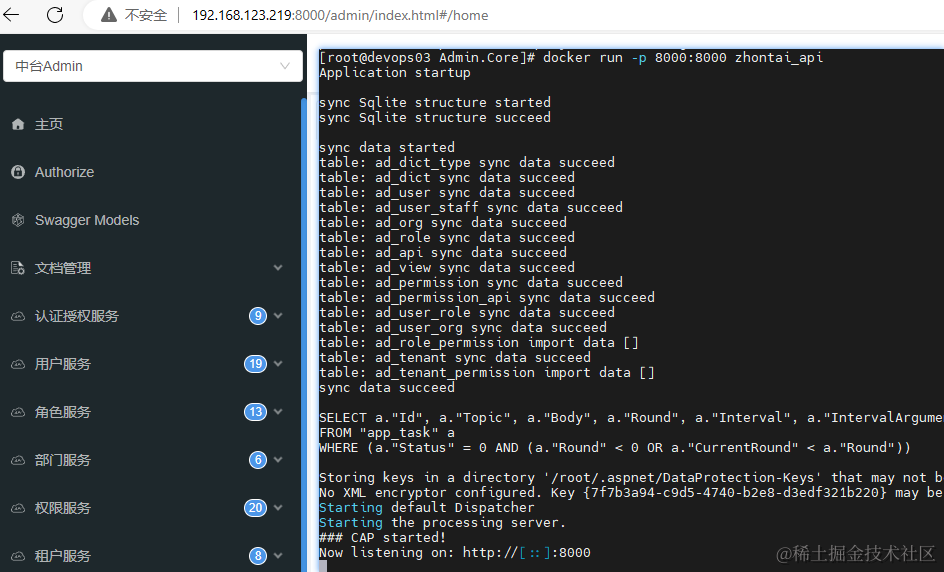 不安全
192.168.123.219:8000/admin/index.html#/home
中台Admin
主页
Authorize
Swagger Models
文档管理
认证授权服务 9
用户服务 19
角色服务 13
部门服务 6
权限服务 20
租户服务 8
[root@devops03 Admin.Core]# docker run -p 8000:8000 zhontai_api
Application startup
sync Sqlite structure started
sync Sqlite structure succeed
sync data started
table: ad_dict_type sync data succeed
table: ad_dict sync data succeed
table: ad_user sync data succeed
table: ad_user_staff sync data succeed
table: ad_org sync data succeed
table: ad_role sync data succeed
table: ad_api sync data succeed
table: ad_view sync data succeed
table: ad_permission sync data succeed
table: ad_permission_api sync data succeed
table: ad_user_role sync data succeed
table: ad_user_org sync data succeed
table: ad_role_permission import data []
table: ad_tenant sync data succeed
table: ad_tenant_permission import data []
sync data succeed
SELECT a."Id", a."Topic", a."Body", a."Round", a."Interval", a."IntervalArgume
FROM "app_task" a
WHERE (a."Status" = 0 AND (a."Round" < 0 OR a."CurrentRound" < a."Round"))
Storing keys in a directory '/root/.aspnet/DataProtection-Keys' that may not b
No XML encryptor configured. Key {7f7b3a94-c9d5-4740-b2e8-d3edf321b220} may be
Starting default Dispatcher
Starting the processing server.
### CAP started!
Now listening on: http://[::]:8000
@稀土掘金技术社区